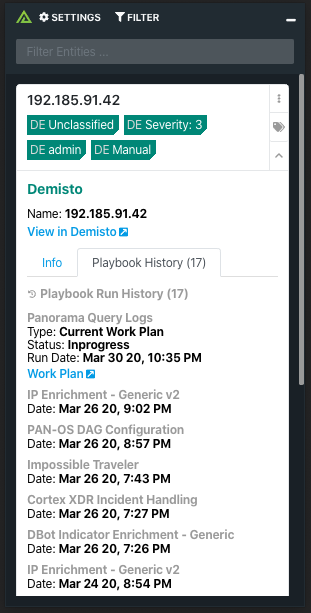 SETTINGS FILTER
Filter Entities ...
192.185.91.42
DE Unclassified DE Severity: 3
DE admin DE Manual
Demisto
Name: 192.185.91.42
View in Demisto
Info Playbook History (17)
Playbook Run History (17)
Panorama Query Logs
Type: Current Work Plan
Status: Inprogress
Run Date: Mar 30 20, 10:35 PM
Work Plan
IP Enrichment - Generic v2
Date: Mar 26 20, 9:02 PM
PAN-OS DAG Configuration
Date: Mar 26 20, 8:57 PM
Impossible Traveler
Date: Mar 26 20, 7:43 PM
Cortex XDR Incident Handling
Date: Mar 26 20, 7:27 PM
DBot Indicator Enrichment - Generic
Date: Mar 26 20, 7:26 PM
IP Enrichment - Generic v2
Date: Mar 24 20, 8:54 PM